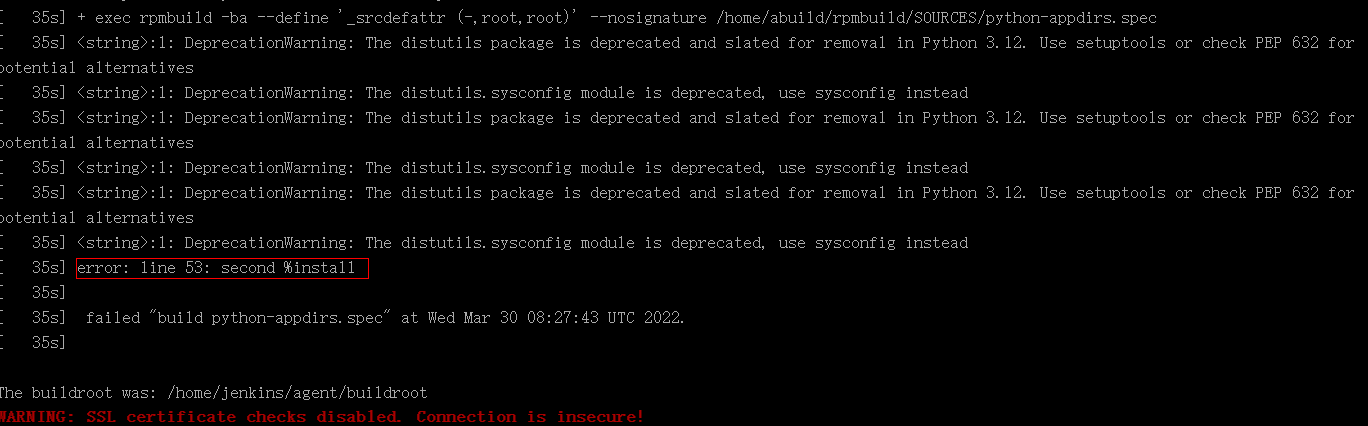 [   35s] + exec rpmbuild -ba --define '_srcdefattr (-,root,root)' --nosignature /home/abuild/rpmbuild/SOURCES/python-appdirs.spec
[   35s] <string>:1: DeprecationWarning: The distutils package is deprecated and slated for removal in Python 3.12. Use setuptools or check PEP 632 for
potential alternatives
[   35s] <string>:1: DeprecationWarning: The distutils.sysconfig module is deprecated, use sysconfig instead
[   35s] <string>:1: DeprecationWarning: The distutils package is deprecated and slated for removal in Python 3.12. Use setuptools or check PEP 632 for
potential alternatives
[   35s] <string>:1: DeprecationWarning: The distutils.sysconfig module is deprecated, use sysconfig instead
[   35s] <string>:1: DeprecationWarning: The distutils package is deprecated and slated for removal in Python 3.12. Use setuptools or check PEP 632 for
potential alternatives
[   35s] <string>:1: DeprecationWarning: The distutils.sysconfig module is deprecated, use sysconfig instead
[   35s] error: line 53: second %install
[   35s]
[   35s]  failed "build python-appdirs.spec" at Wed Mar 30 08:27:43 UTC 2022.
[   35s]
The buildroot was: /home/jenkins/agent/buildroot
WARNING: SSL certificate checks disabled. Connection is insecure!